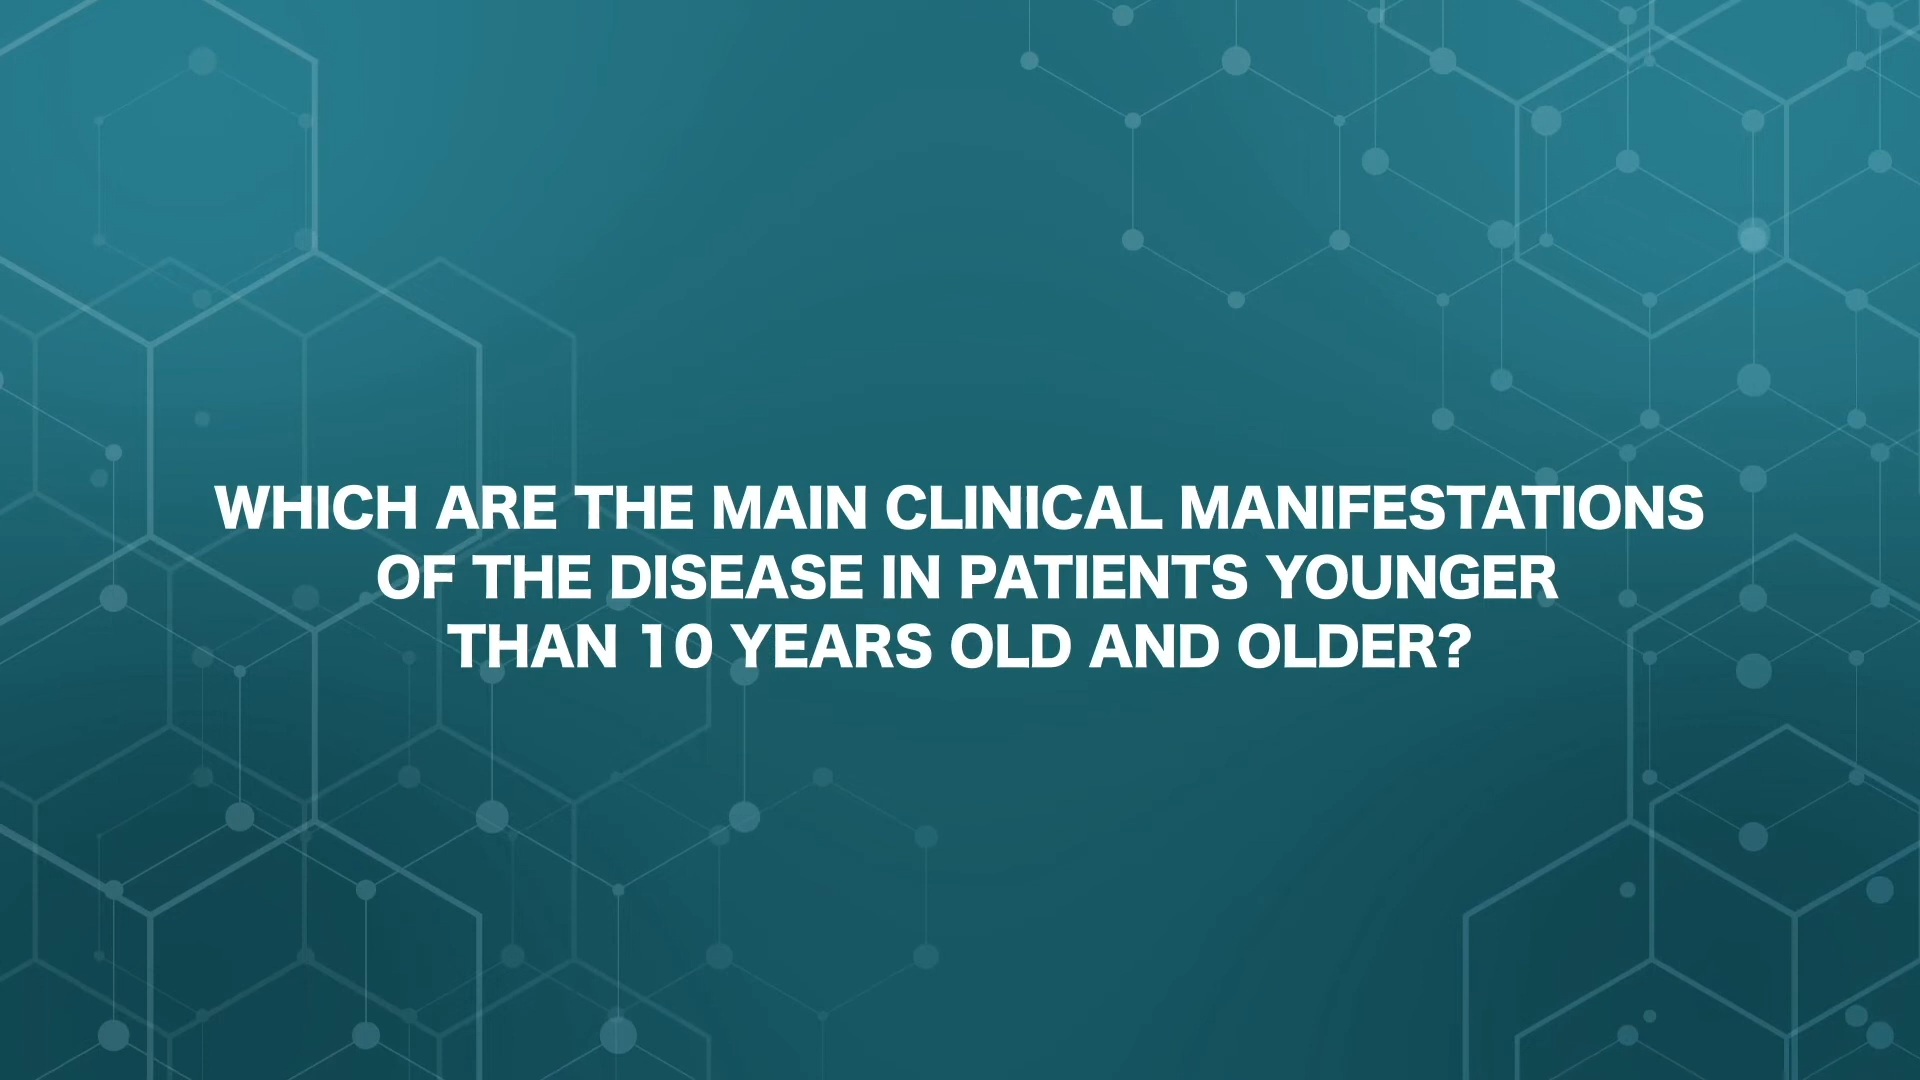 WHICH ARE THE MAIN CLINICAL MANIFESTATIONS
OF THE DISEASE IN PATIENTS YOUNGER
THAN 10 YEARS OLD AND OLDER?